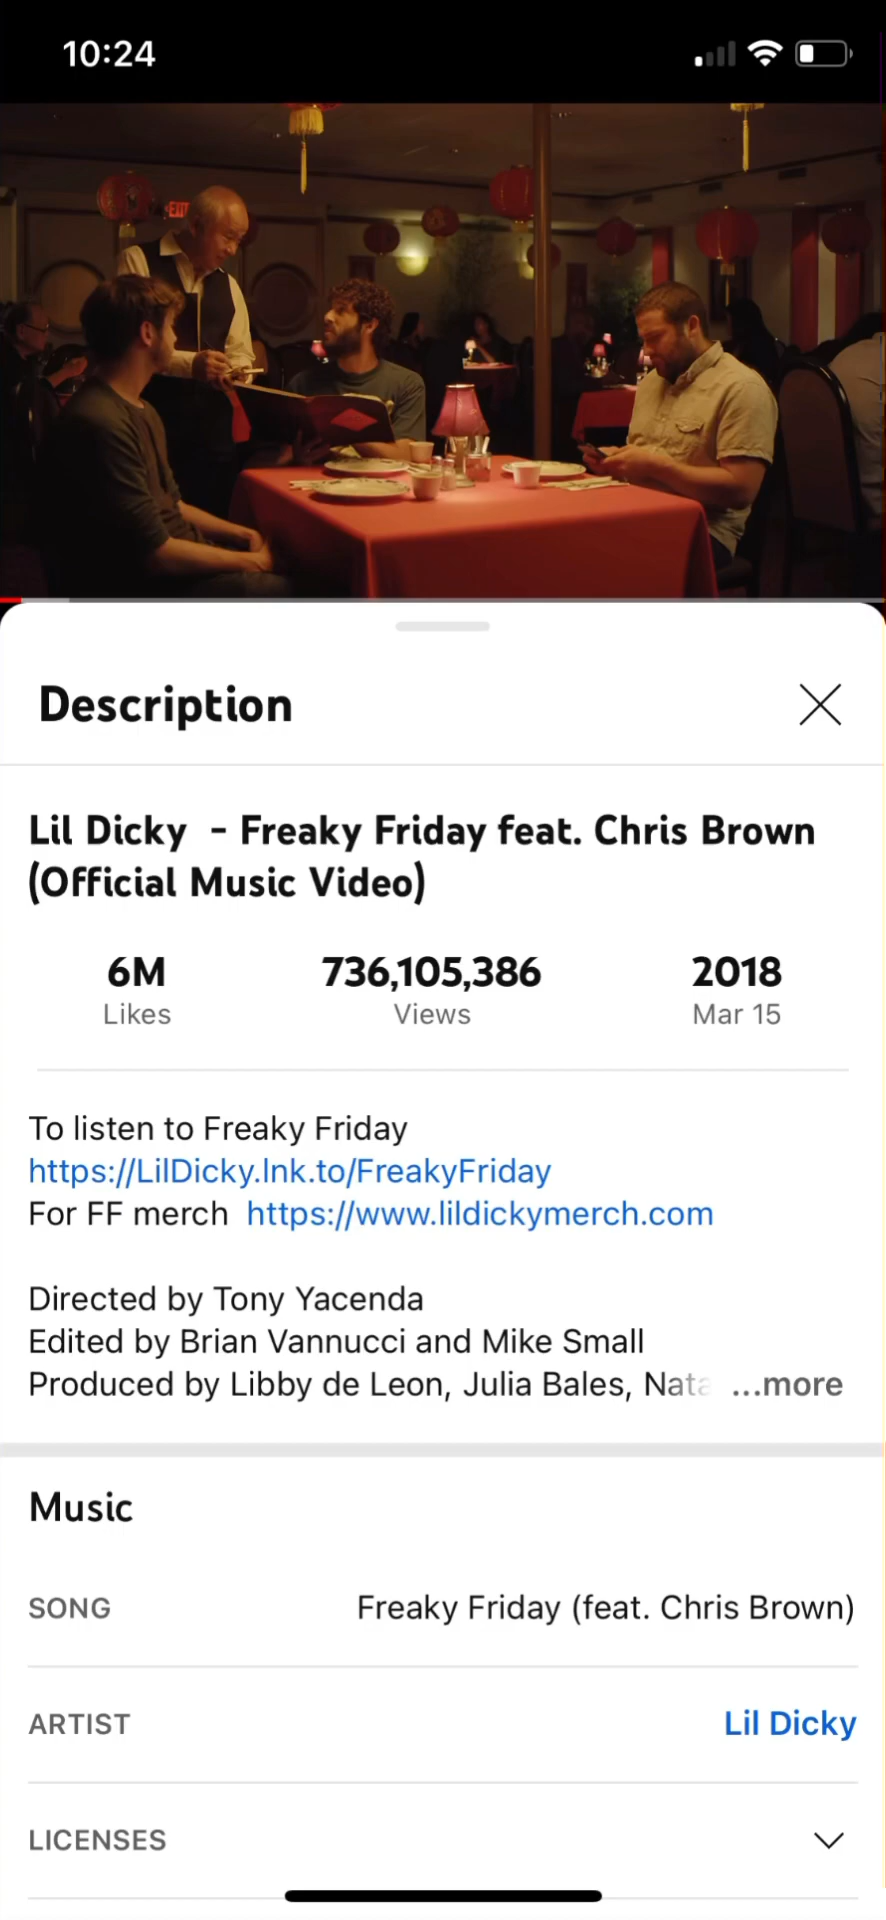 10:24
EXIT
Description
Lil Dicky - Freaky Friday feat. Chris Brown
(Official Music Video)
6M 736,105,386 2018
Likes Views Mar 15
To listen to Freaky Friday
https://LilDicky.lnk.to/FreakyFriday
For FF merch https://www.lildickymerch.com
Directed by Tony Yacenda
Edited by Brian Vannucci and Mike Small
Produced by Libby de Leon, Julia Bales, Nata ...more
Music
SONG Freaky Friday (feat. Chris Brown)
ARTIST Lil Dicky
LICENSES